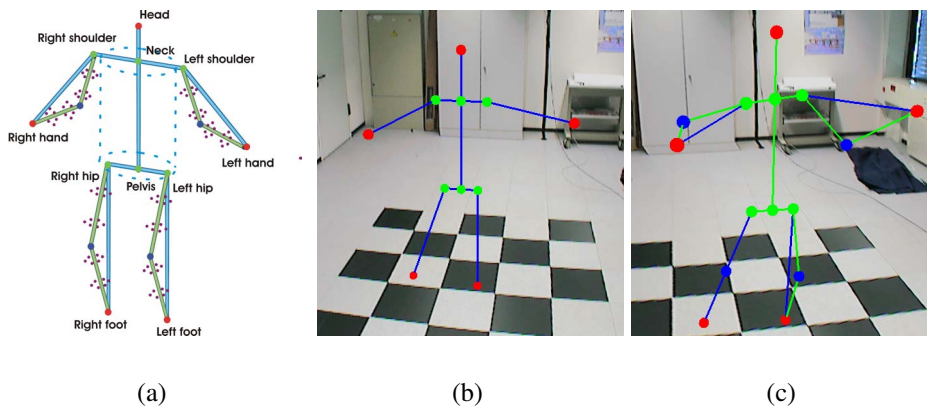 Head
Right shoulder
Neck
Left shoulder
Right hand
Left hand
Right hip
Pelvis
Left hip
Right foot
Left foot
(a)
(b)
(c)